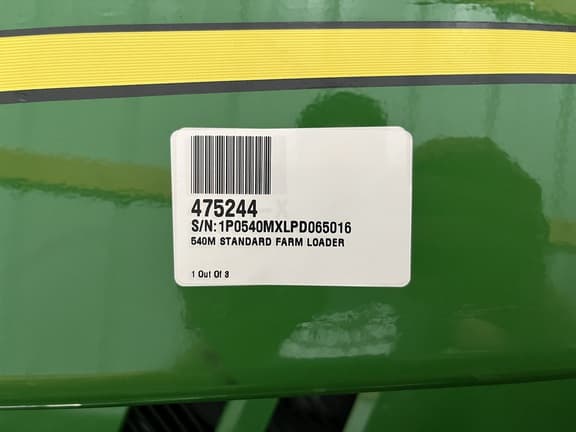 475244
S/N:1P0540MXLPD065016
540M STANDARD FARM LOADER
1 Out Of 3